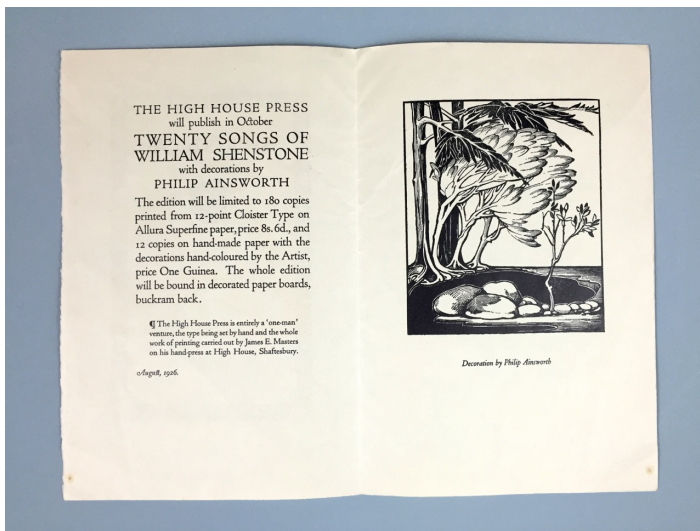 THE HIGH HOUSE PRESS
will publish in October
TWENTY SONGS OF
WILLIAM SHENSTONE
with decorations by
PHILIP AINSWORTH
The edition will be limited to 180 copies
printed from 12-point Cloister Type on
Allura Superfine paper, price 8s. 6d., and
12 copies on hand-made paper with the
decorations hand-coloured by the Artist,
price One Guinea. The whole edition
will be bound in decorated paper boards,
buckram back.
¶ The High House Press is entirely a 'one-man'
venture, the type being set by hand and the whole
work of printing carried out by James E. Masters
on his hand-press at High House, Shaftesbury.
August, 1926.
Decoration by Philip Ainsworth